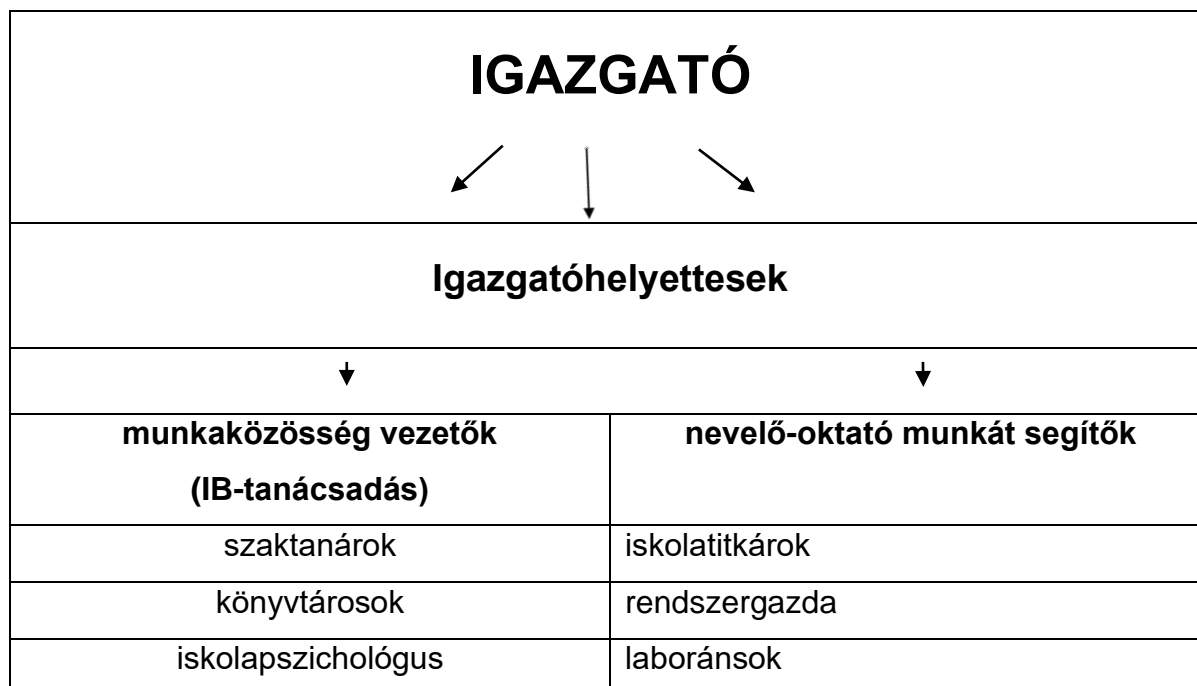 IGAZGATÓ
Igazgatóhelyettesek
munkaközösség vezetők
(IB-tanácsadás)
nevelő-oktató munkát segítők
szaktanárok
iskolatitkárok
könyvtárosok
rendszergazda
iskolapszichológus
laboránsok